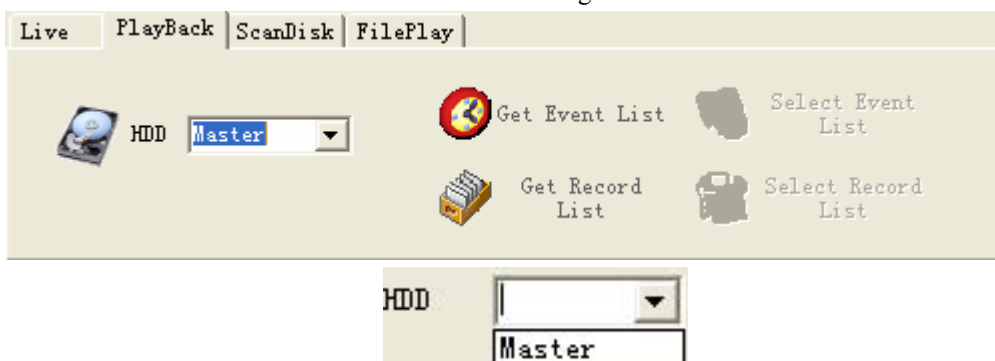 Live PlayBack ScanDisk FilePlay
HDD Master
Get Event List
Select Event
List
Get Record
List
Select Record
List
HDD
Master